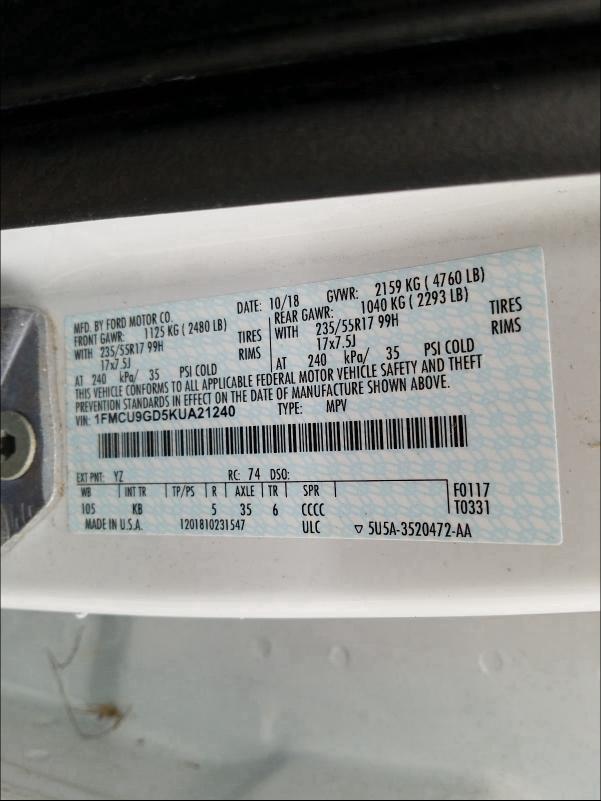 MFD. BY FORD MOTOR CO.
DATE: 10/18 GVWR: 2159 KG ( 4760 LB)
FRONT GAWR: 1125 KG ( 2480 LB) REAR GAWR: 1040 KG ( 2293 LB)
WITH 235/55R17 99H TIRES WITH 235/55R17 99H TIRES
17x7.5J RIMS 17x7.5J RIMS
AT 240 kPa/ 35 PSI COLD AT 240 kPa/ 35 PSI COLD
THIS VEHICLE CONFORMS TO ALL APPLICABLE FEDERAL MOTOR VEHICLE SAFETY AND THEFT
PREVENTION STANDARDS IN EFFECT ON THE DATE OF MANUFACTURE SHOWN ABOVE.
VIN: 1FMCU9GD5KUA21240 TYPE: MPV
EXT PNT: YZ RC: 74 DSO:
WB INT TR TP/PS R AXLE TR SPR F0117
105 KB 5 35 6 CCCC T0331
MADE IN U.S.A. 1201810231547 ULC ▽ 5U5A-3520472-AA